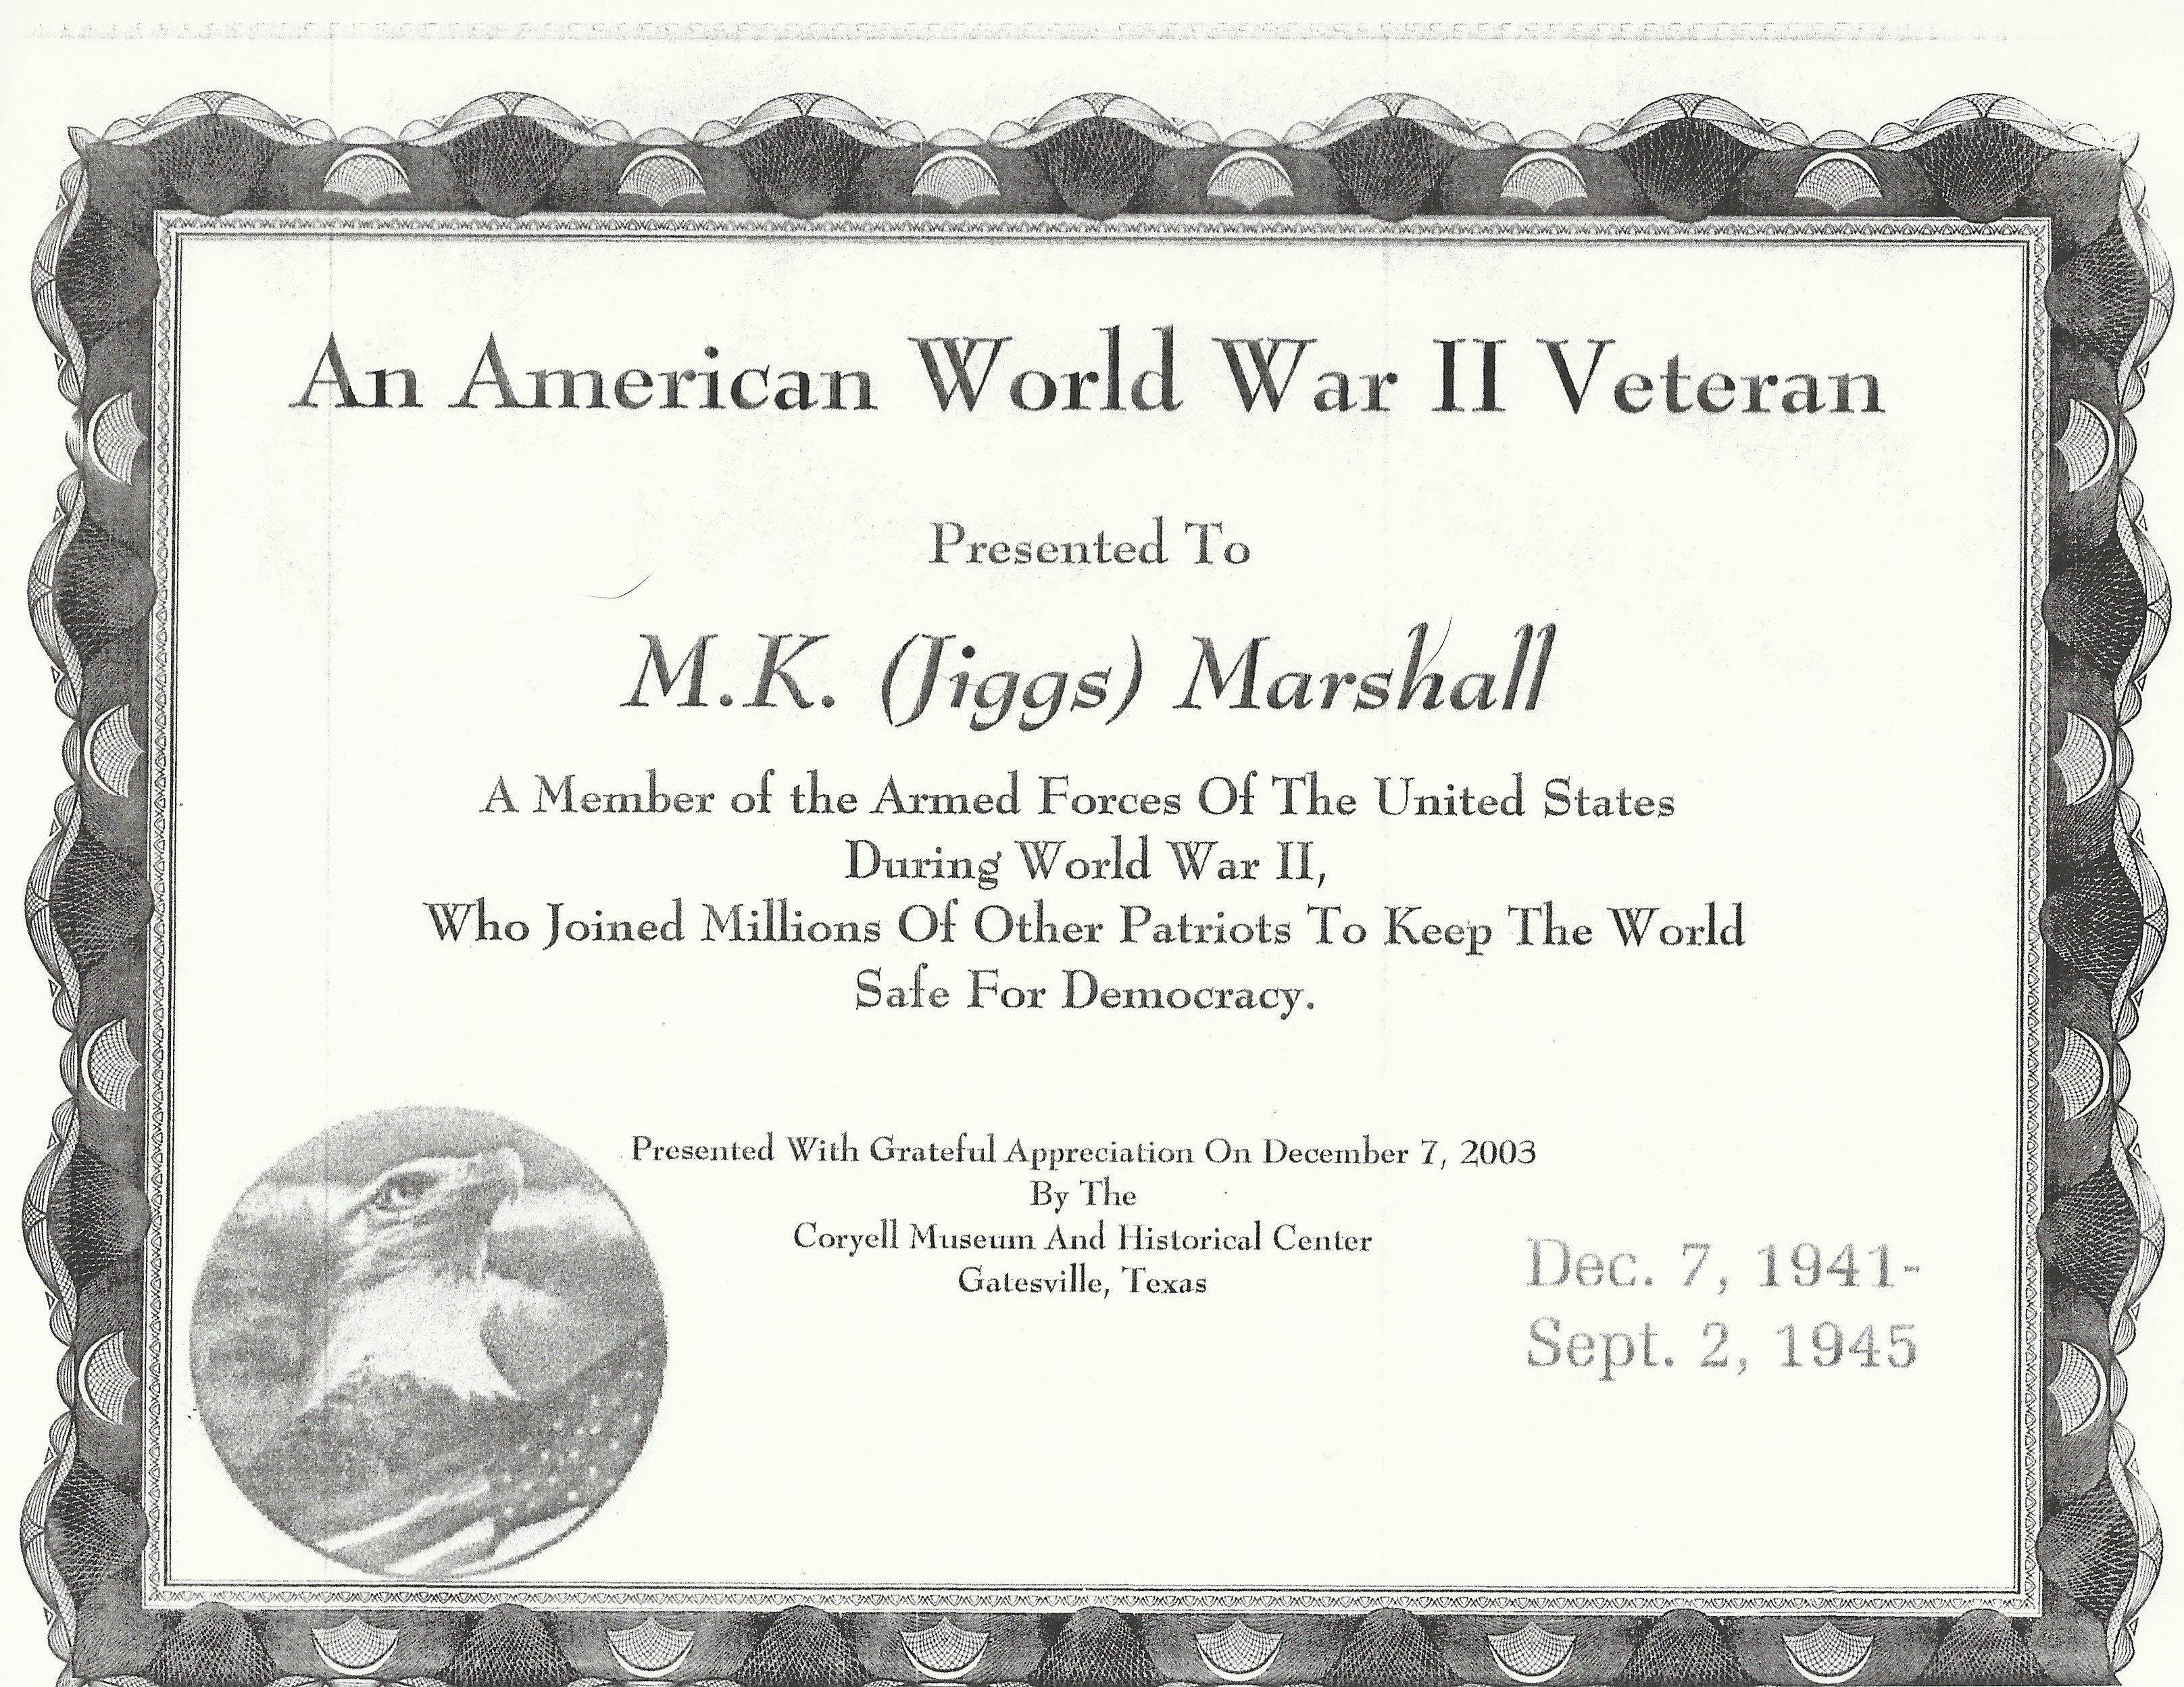 An American World War II Veteran
Presented To
M.K. (Jiggs) Marshall
A Member of the Armed Forces Of The United States
During World War II,
Who Joined Millions Of Other Patriots To Keep The World
Safe For Democracy.
Presented With Grateful Appreciation On December 7, 2003
By The
Coryell Museum And Historical Center
Gatesville, Texas
Dec. 7, 1941-
Sept. 2, 1945